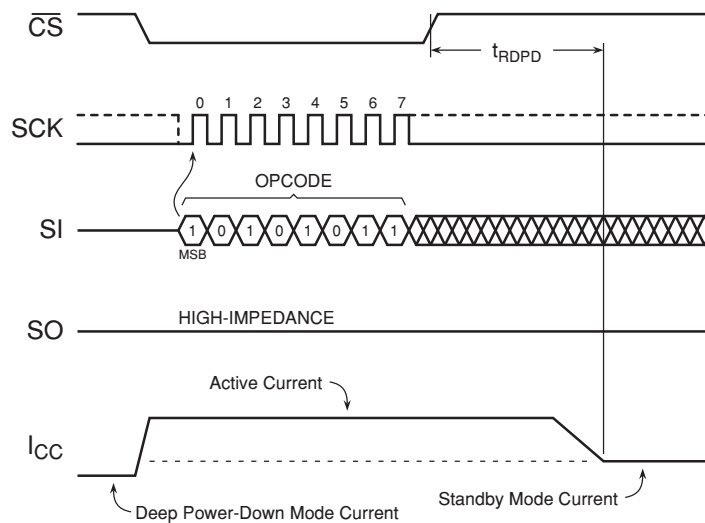 CS
tRDPD
0 1 2 3 4 5 6 7
SCK
OPCODE
SI
1 0 1 0 1 0 1 1
MSB
SO
HIGH-IMPEDANCE
Active Current
ICC
Standby Mode Current
Deep Power-Down Mode Current